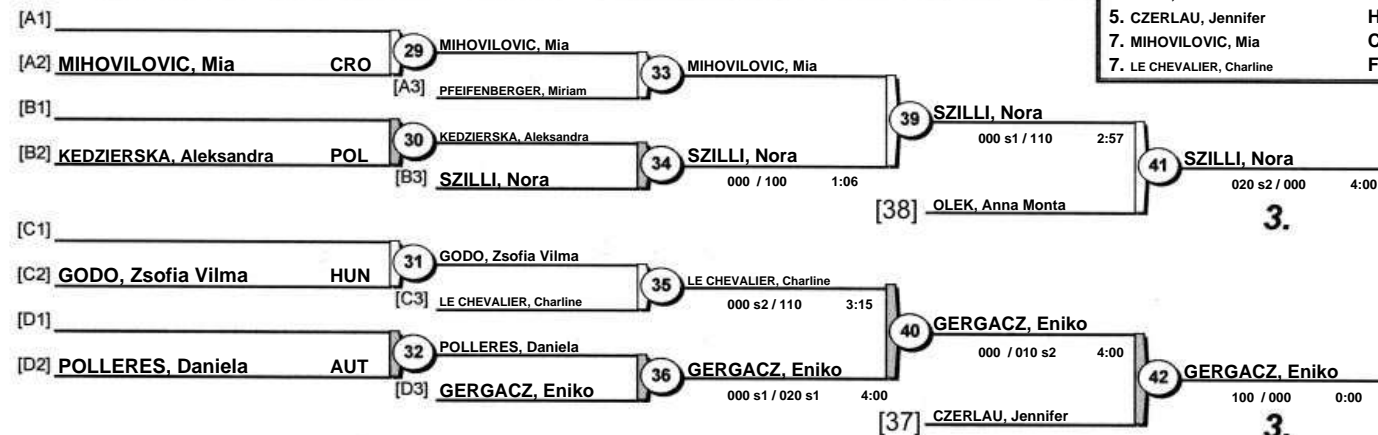 5. CZERLAU, Jennifer H
7. MIHOVILOVIC, Mia C
7. LE CHEVALIER, Charline F
[A1]
[A2] MIHOVILOVIC, Mia CRO
29
MIHOVILOVIC, Mia
[A3] PFEIFENBERGER, Miriam
33
MIHOVILOVIC, Mia
[B1]
[B2] KEDZIERSKA, Aleksandra POL
30
KEDZIERSKA, Aleksandra
[B3] SZILLI, Nora
34
SZILLI, Nora
000 / 100 1:06
39
SZILLI, Nora
000 s1 / 110 2:57
[38] OLEK, Anna Monta
41
SZILLI, Nora
020 s2 / 000 4:00
3.
[C1]
[C2] GODO, Zsofia Vilma HUN
31
GODO, Zsofia Vilma
[C3] LE CHEVALIER, Charline
35
LE CHEVALIER, Charline
000 s2 / 110 3:15
[D1]
[D2] POLLERES, Daniela AUT
32
POLLERES, Daniela
[D3] GERGACZ, Eniko
36
GERGACZ, Eniko
000 s1 / 020 s1 4:00
40
GERGACZ, Eniko
000 / 010 s2 4:00
[37] CZERLAU, Jennifer
42
GERGACZ, Eniko
100 / 000 0:00
3.